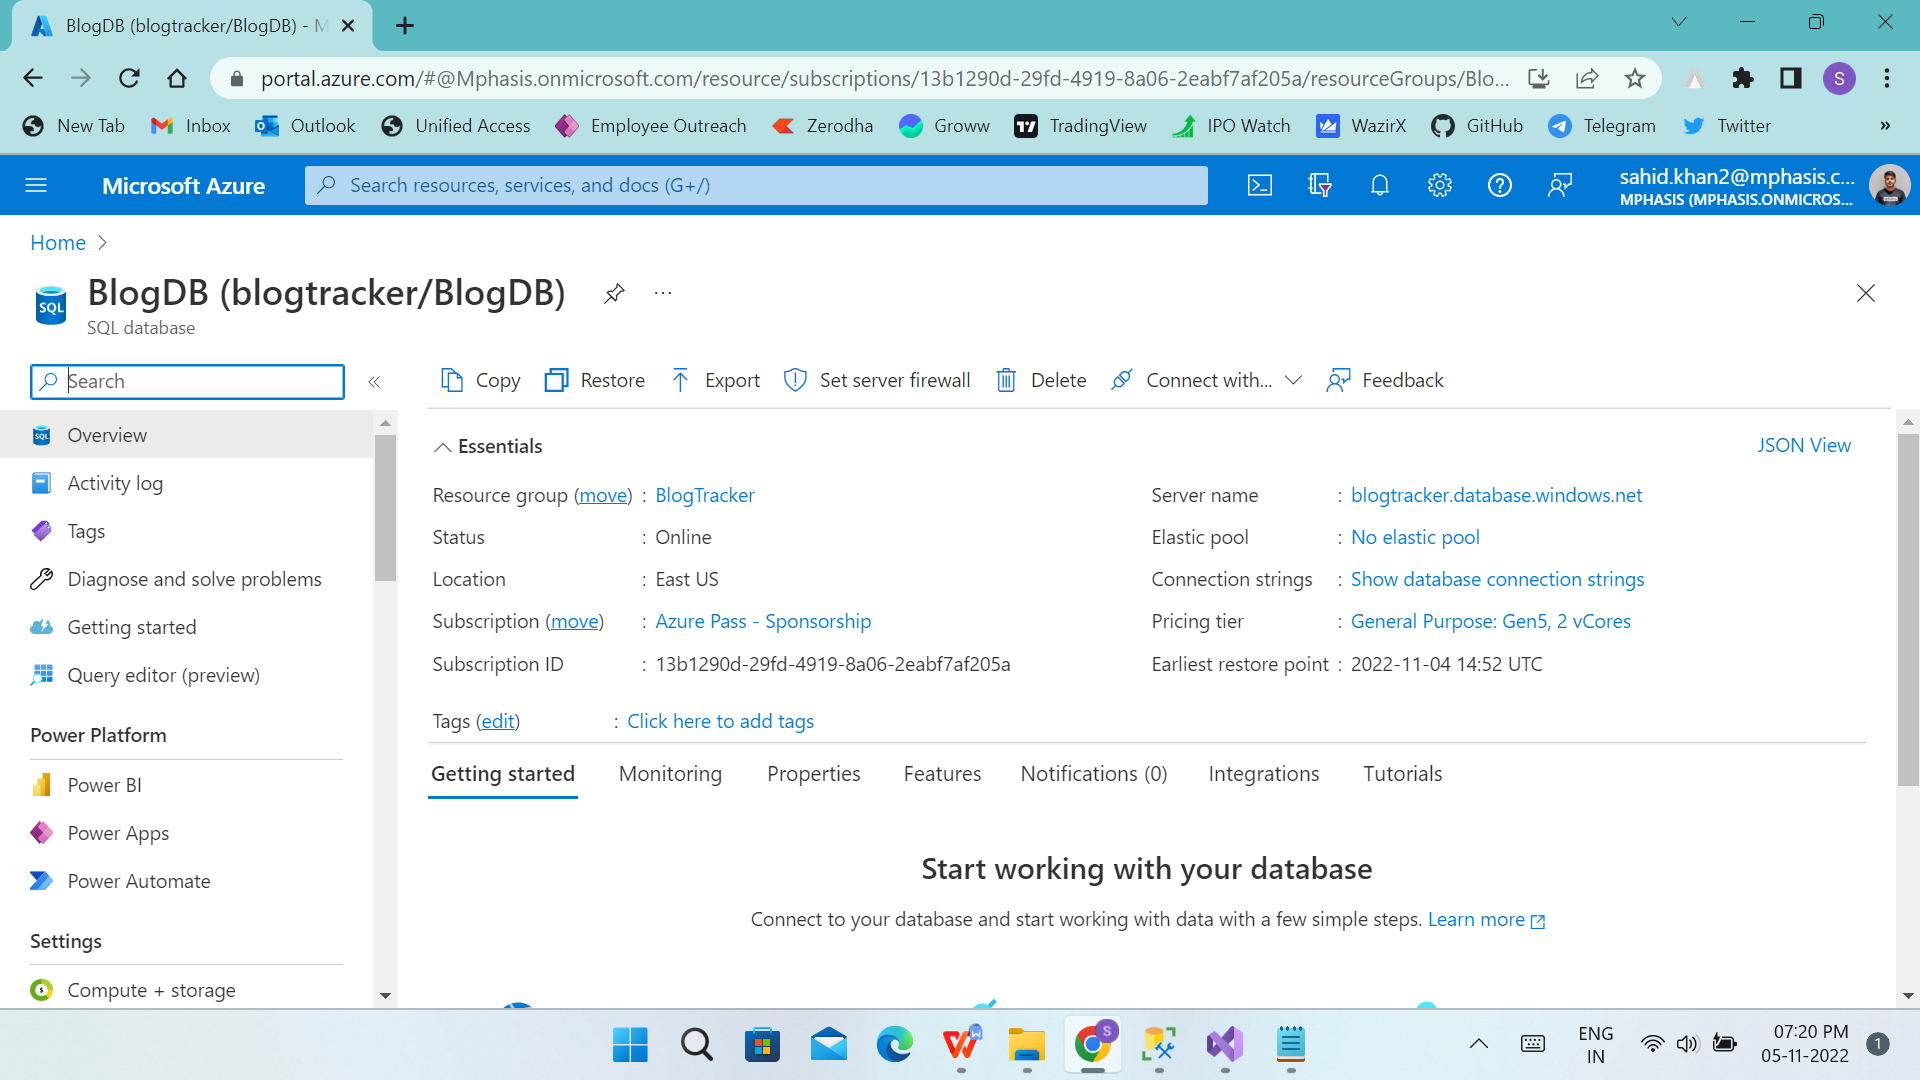 BlogDB (blogtracker/BlogDB) - M
portal.azure.com/#@Mphasis.onmicrosoft.com/resource/subscriptions/13b1290d-29fd-4919-8a06-2eabf7af205a/resourceGroups/Blo...
S
New Tab Inbox Outlook Unified Access Employee Outreach Zerodha Groww TradingView IPO Watch WazirX GitHub Telegram Twitter »
Microsoft Azure
Search resources, services, and docs (G+/)
sahid.khan2@mphasis.c...
MPHASIS (MPHASIS.ONMICROS...
Home
BlogDB (blogtracker/BlogDB)
SQL
SQL database
Search
Copy Restore Export Set server firewall Delete Connect with... Feedback
Overview
Activity log
Tags
Diagnose and solve problems
Getting started
Query editor (preview)
Power Platform
Power BI
Power Apps
Power Automate
Settings
Compute + storage
Essentials
JSON View
Resource group (move) : BlogTracker
Status : Online
Location : East US
Subscription (move) : Azure Pass - Sponsorship
Subscription ID : 13b1290d-29fd-4919-8a06-2eabf7af205a
Server name : blogtracker.database.windows.net
Elastic pool : No elastic pool
Connection strings : Show database connection strings
Pricing tier : General Purpose: Gen5, 2 vCores
Earliest restore point : 2022-11-04 14:52 UTC
Tags (edit) : Click here to add tags
Getting started Monitoring Properties Features Notifications (0) Integrations Tutorials
Start working with your database
Connect to your database and start working with data with a few simple steps. Learn more
ENG
IN
07:20 PM
05-11-2022
1